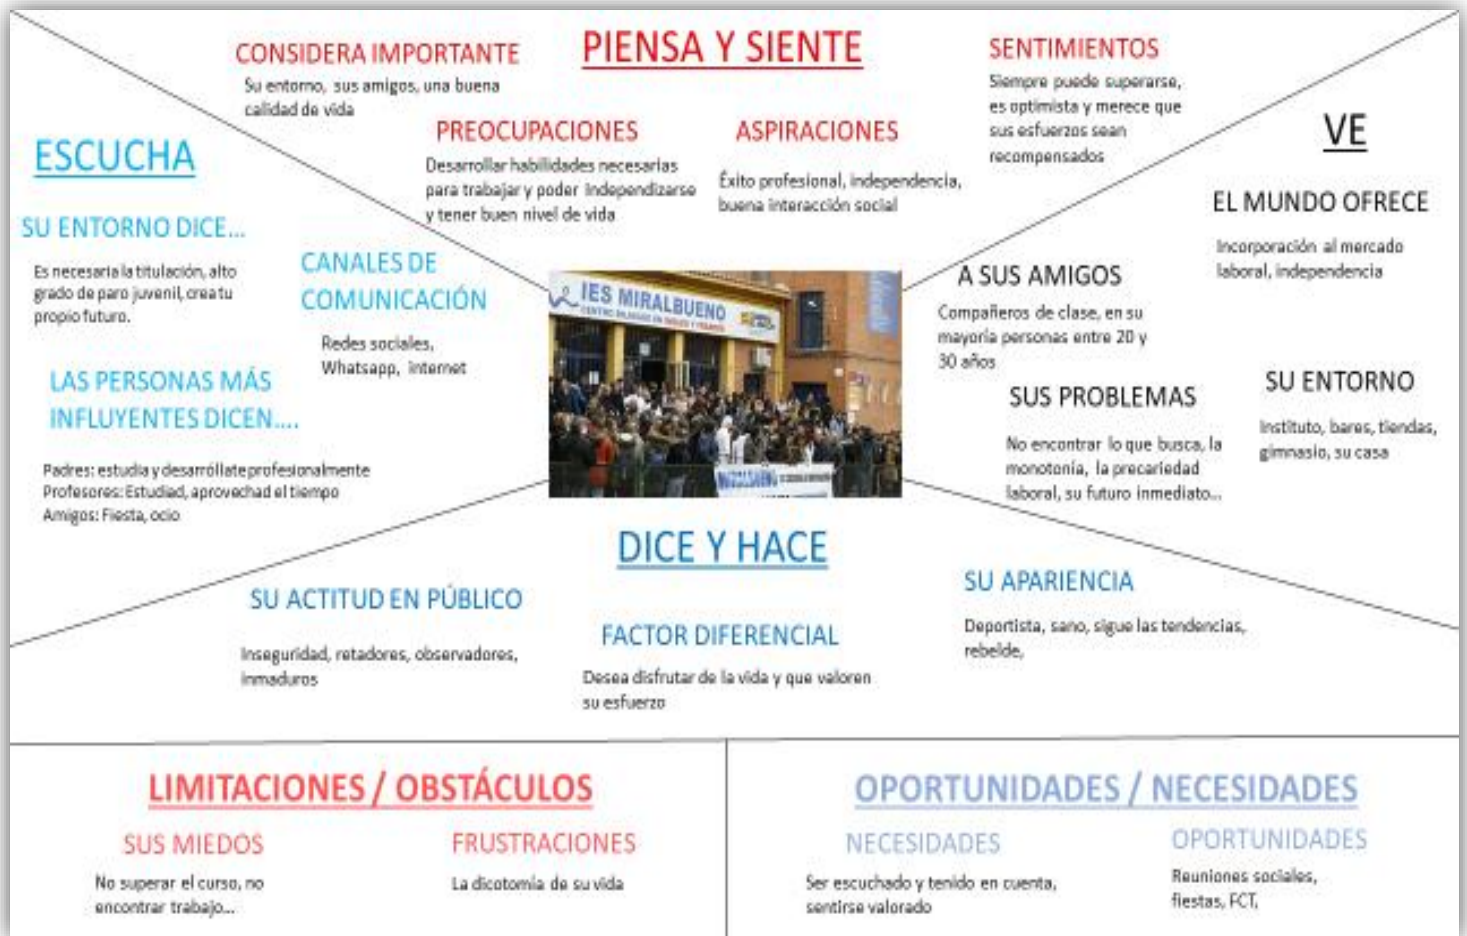 PIENSA Y SIENTE
CONSIDERA IMPORTANTE
Su entorno, sus amigos, una buena
calidad de vida
PREOCUPACIONES
Desarrollar habilidades necesarias
para trabajar y poder independizarse
y tener buen nivel de vida
ASPIRACIONES
Éxito profesional, independencia,
buena interacción social
SENTIMIENTOS
Siempre puede superarse,
es optimista y merece que
sus esfuerzos sean
recompensados
ESCUCHA
SU ENTORNO DICE...
Es necesaria la titulación, alto
grado de paro juvenil, crea tu
propio futuro.
CANALES DE
COMUNICACIÓN
Redes sociales,
Whatsapp, internet
LAS PERSONAS MÁS
INFLUYENTES DICEN....
Padres: estudia y desarróllate profesionalmente
Profesores: Estudiad, aprovechad el tiempo
Amigos: Fiesta, ocio
IES MIRALBUENO
VE
EL MUNDO OFRECE
Incorporación al mercado
laboral, independencia
A SUS AMIGOS
Compañeros de clase, en su
mayoría personas entre 20 y
30 años
SUS PROBLEMAS
No encontrar lo que busca, la
monotonía, la precariedad
laboral, su futuro inmediato...
SU ENTORNO
Instituto, bares, tiendas,
gimnasio, su casa
DICE Y HACE
SU ACTITUD EN PÚBLICO
Inseguridad, retadores, observadores,
inmaduros
FACTOR DIFERENCIAL
Desea disfrutar de la vida y que valoren
su esfuerzo
SU APARIENCIA
Deportista, sano, sigue las tendencias,
rebelde,
LIMITACIONES / OBSTÁCULOS
SUS MIEDOS
No superar el curso, no
encontrar trabajo...
FRUSTRACIONES
La dicotomía de su vida
OPORTUNIDADES / NECESIDADES
NECESIDADES
Ser escuchado y tenido en cuenta,
sentirse valorado
OPORTUNIDADES
Reuniones sociales,
fiestas, FCT,